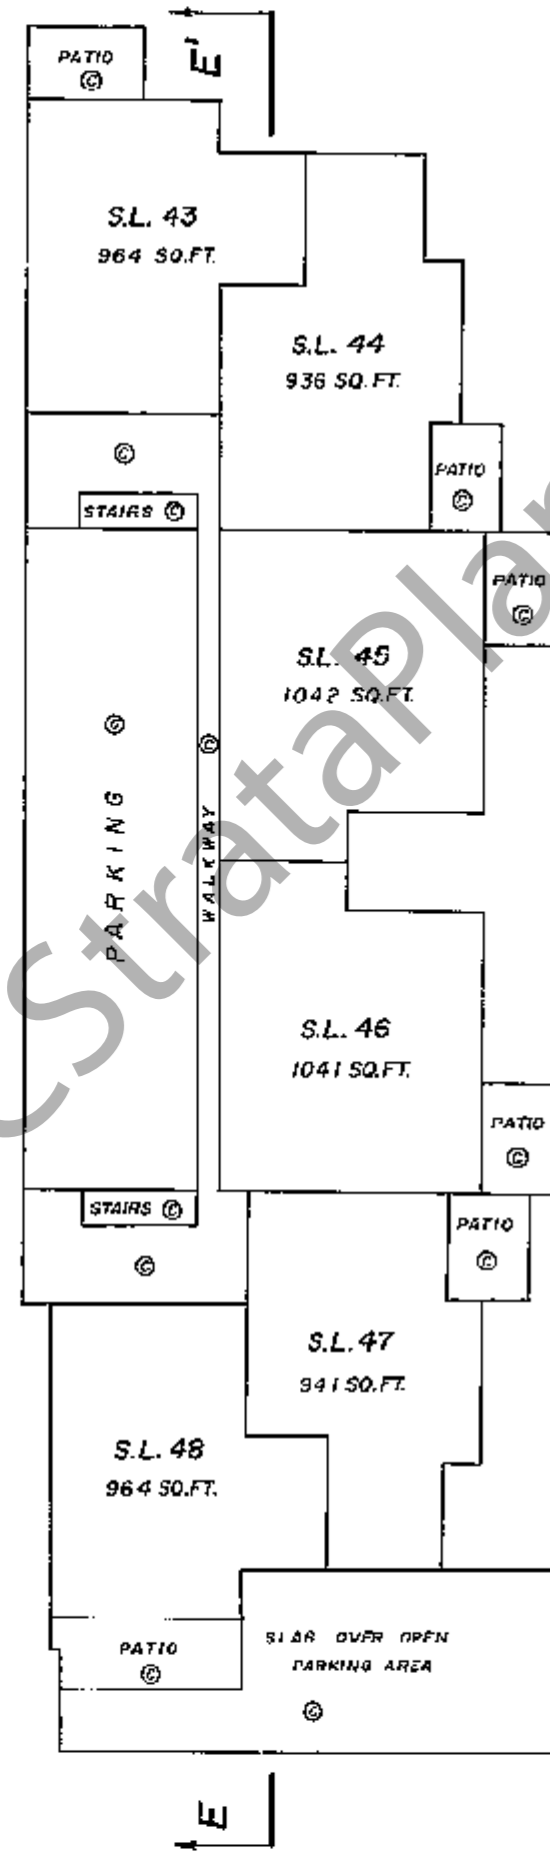 E'
PATIO
©
S.L. 43
964 SQ.FT.
S.L. 44
936 SQ.FT.
©
PATIO
©
STAIRS ©
PATIO
©
S.L. 45
1042 SQ.FT.
PARKING ©
WALKWAY ©
S.L. 46
1041 SQ.FT.
PATIO
©
STAIRS ©
PATIO
©
©
S.L. 47
941 SQ.FT.
S.L. 48
964 SQ.FT.
PATIO
©
SLAB OVER OPEN
PARKING AREA
©
E
CStrataPla